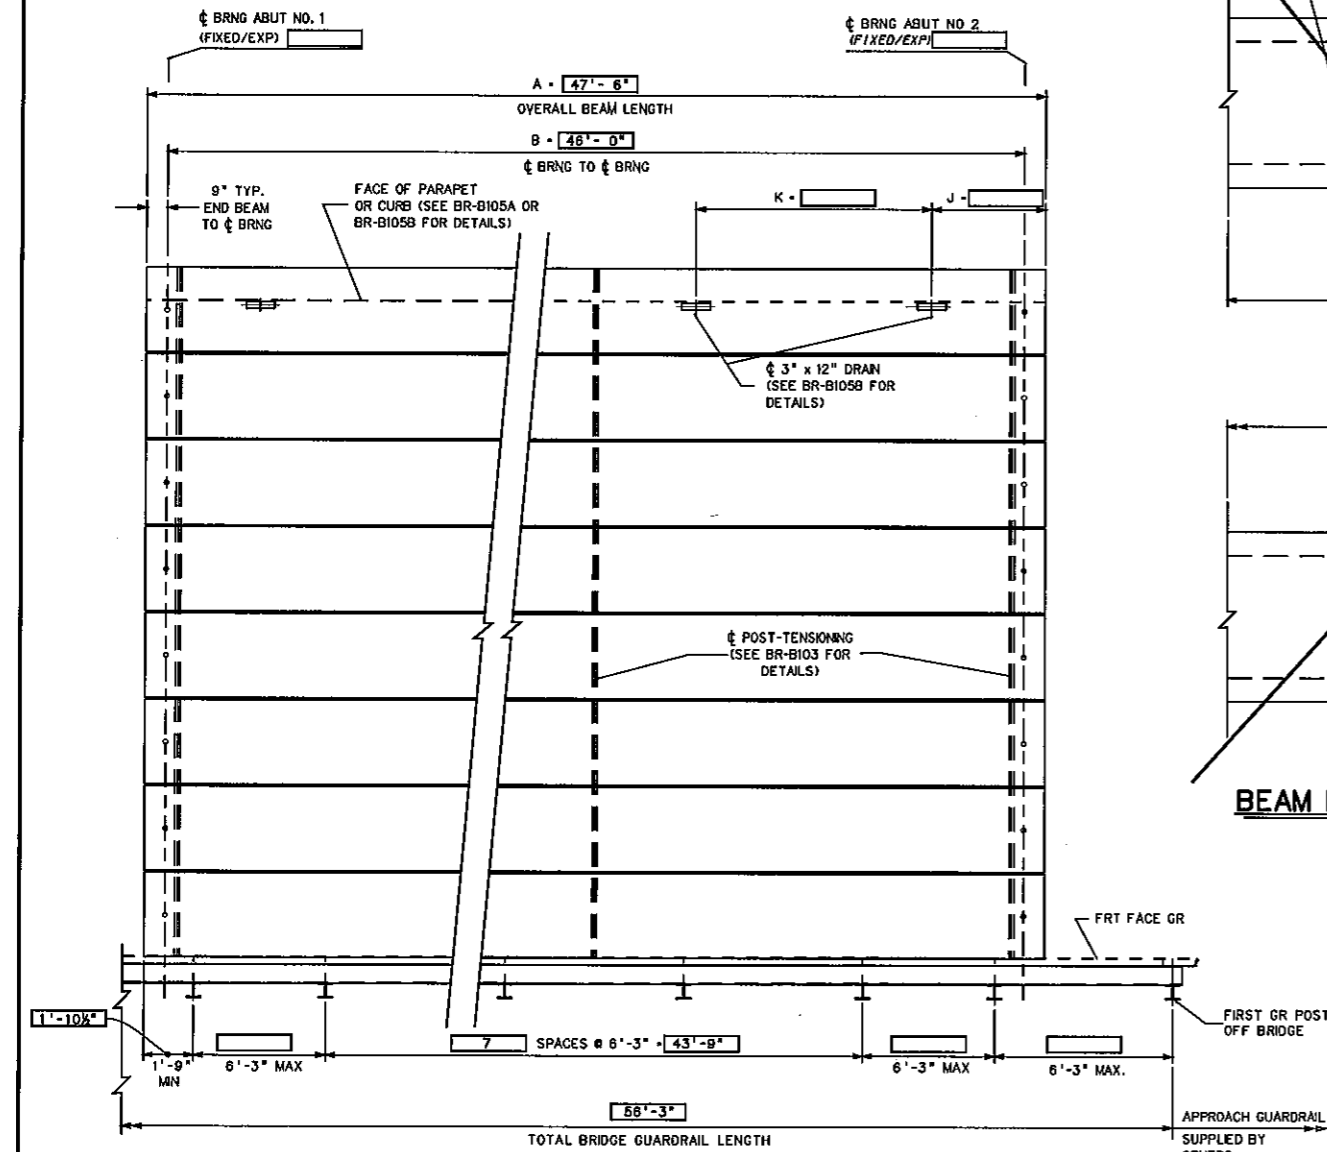 ℄ BRNG ABUT NO. 1
(FIXED/EXP)
℄ BRNG ABUT NO 2
(FIXED/EXP)
A = 47'- 6"
OVERALL BEAM LENGTH
B = 46'- 0"
℄ BRNG TO ℄ BRNG
9" TYP.
END BEAM
TO ℄ BRNG
FACE OF PARAPET
OR CURB (SEE BR-B105A OR
BR-B105B FOR DETAILS)
K =
J =
℄ 3" x 12" DRAIN
(SEE BR-B105B FOR
DETAILS)
℄ POST-TENSIONING
(SEE BR-B103 FOR
DETAILS)
BEAM
FRT FACE GR
FIRST GR POST
OFF BRIDGE
1'-10½"
1'-9"
MIN
6'-3" MAX
7 SPACES @ 6'-3" = 43'-9"
6'-3" MAX
6'-3" MAX.
56'-3"
TOTAL BRIDGE GUARDRAIL LENGTH
APPROACH GUARDRAIL
SUPPLIED BY